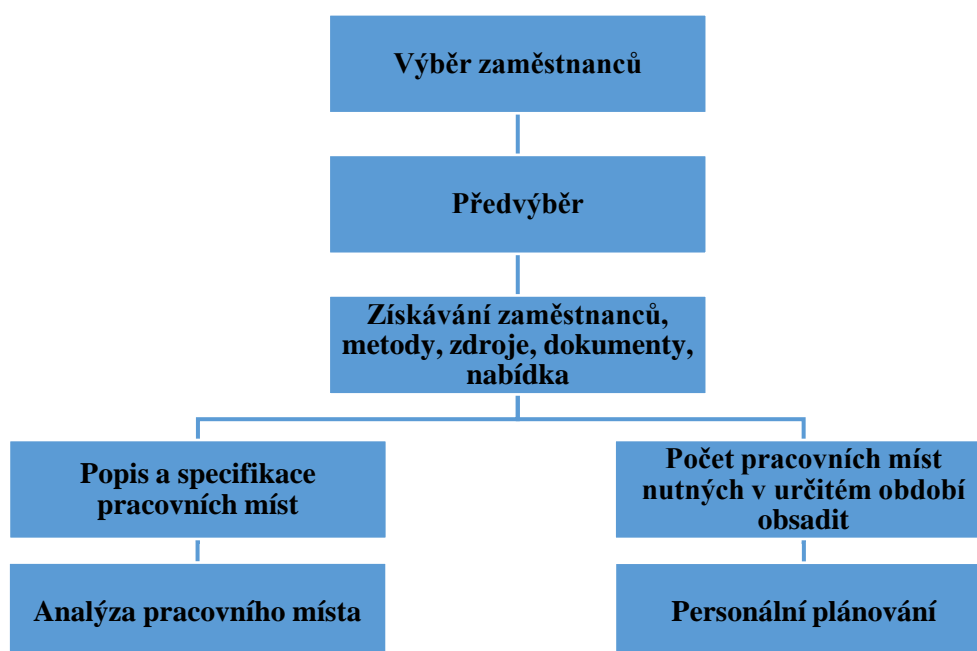 Výběr zaměstnanců
Předvýběr
Získávání zaměstnanců,
metody, zdroje, dokumenty,
nabídka
Popis a specifikace
pracovních míst
Počet pracovních míst
nutných v určitém období
obsadit
Analýza pracovního místa
Personální plánování